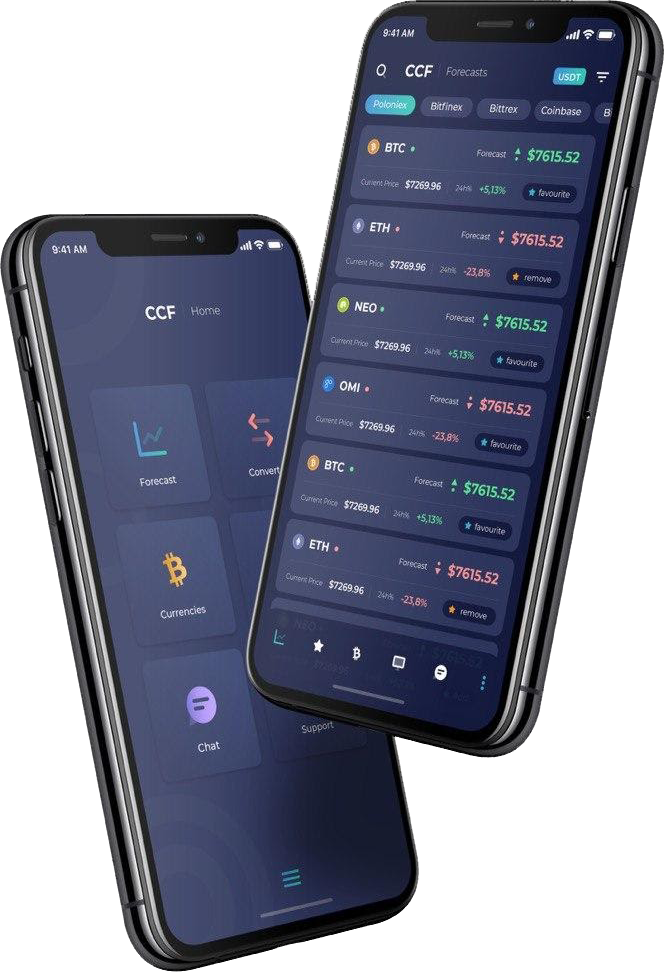 9:41 AM
CCF Forecasts USDT
Poloniex Bitfinex Bittrex Coinbase
BTC Forecast $7615.52
Current Price $7269.96 24h% +5,13% favourite
ETH Forecast $7615.52
Current Price $7269.96 24h% -23,8% remove
NEO Forecast $7615.52
Current Price $7269.96 24h% +5,13% favourite
OMI Forecast $7615.52
Current Price $7269.96 24h% -23,8% favourite
BTC Forecast $7615.52
Current Price $7269.96 24h% +5,13% favourite
ETH Forecast $7615.52
Current Price $7269.96 24h% -23,8% remove
NEO $7615.52
9:41 AM
CCF Home
Forecast Convert
Currencies
Chat Support